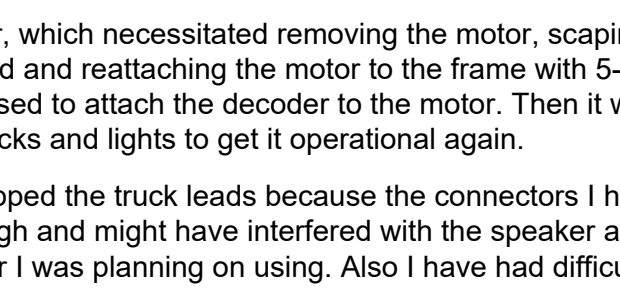 r, which necessitated removing the motor, scapi
d and reattaching the motor to the frame with 5-
sed to attach the decoder to the motor. Then it w
cks and lights to get it operational again.
pped the truck leads because the connectors I h
gh and might have interfered with the speaker a
r I was planning on using. Also I have had difficu